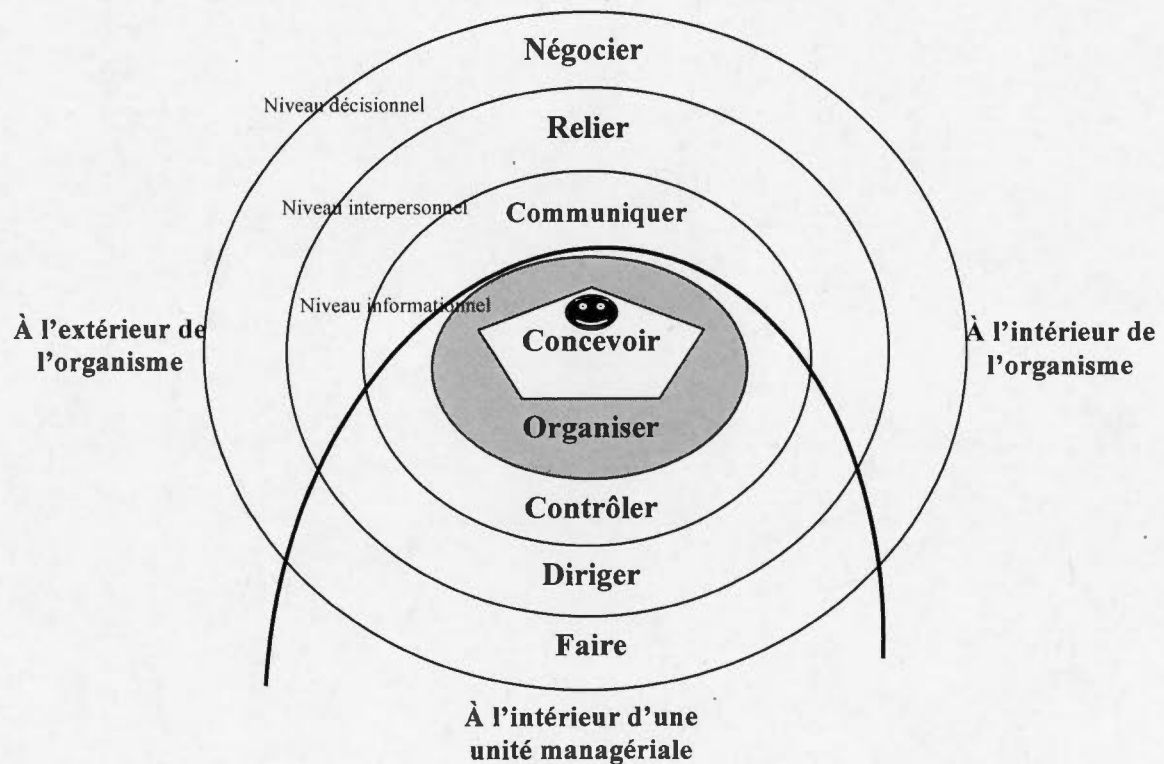 Négocier
Niveau décisionnel
Relier
Niveau interpersonnel
Communiquer
Niveau informationnel
À l'extérieur de
l'organisme
Concevoir
À l'intérieur de
l'organisme
Organiser
Contrôler
Diriger
Faire
À l'intérieur d'une
unité managériale